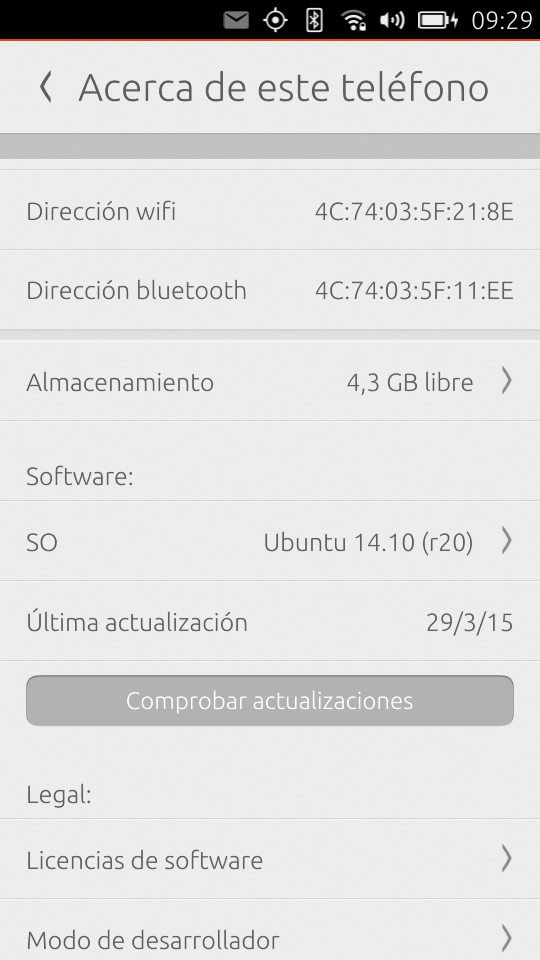 09:29
Acerca de este teléfono
Dirección wifi 4C:74:03:5F:21:8E
Dirección bluetooth 4C:74:03:5F:11:EE
Almacenamiento 4,3 GB libre
Software:
SO Ubuntu 14.10 (r20)
Última actualización 29/3/15
Comprobar actualizaciones
Legal:
Licencias de software
Modo de desarrollador